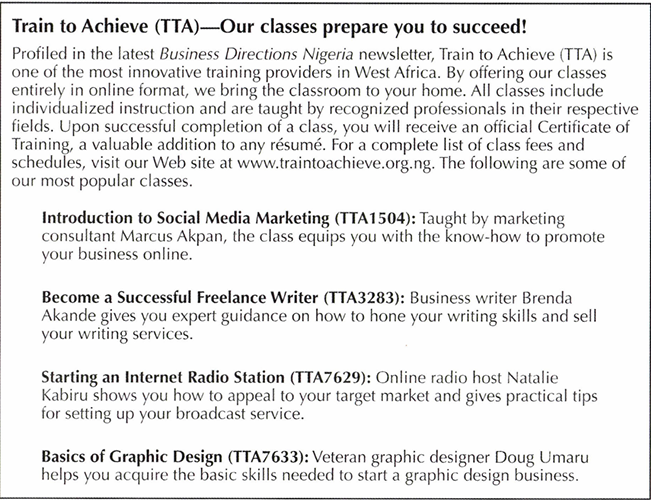 Train to Achieve (TTA)—Our classes prepare you to succeed!
Profiled in the latest Business Directions Nigeria newsletter, Train to Achieve (TTA) is
one of the most innovative training providers in West Africa. By offering our classes
entirely in online format, we bring the classroom to your home. All classes include
individualized instruction and are taught by recognized professionals in their respective
fields. Upon successful completion of a class, you will receive an official Certificate of
Training, a valuable addition to any résumé. For a complete list of class fees and
schedules, visit our Web site at www.traintoachieve.org.ng. The following are some of
our most popular classes.
Introduction to Social Media Marketing (TTA1504): Taught by marketing
consultant Marcus Akpan, the class equips you with the know-how to promote
your business online.
Become a Successful Freelance Writer (TTA3283): Business writer Brenda
Akande gives you expert guidance on how to hone your writing skills and sell
your writing services.
Starting an Internet Radio Station (TTA7629): Online radio host Natalie
Kabiru shows you how to appeal to your target market and gives practical tips
for setting up your broadcast service.
Basics of Graphic Design (TTA7633): Veteran graphic designer Doug Umaru
helps you acquire the basic skills needed to start a graphic design business.